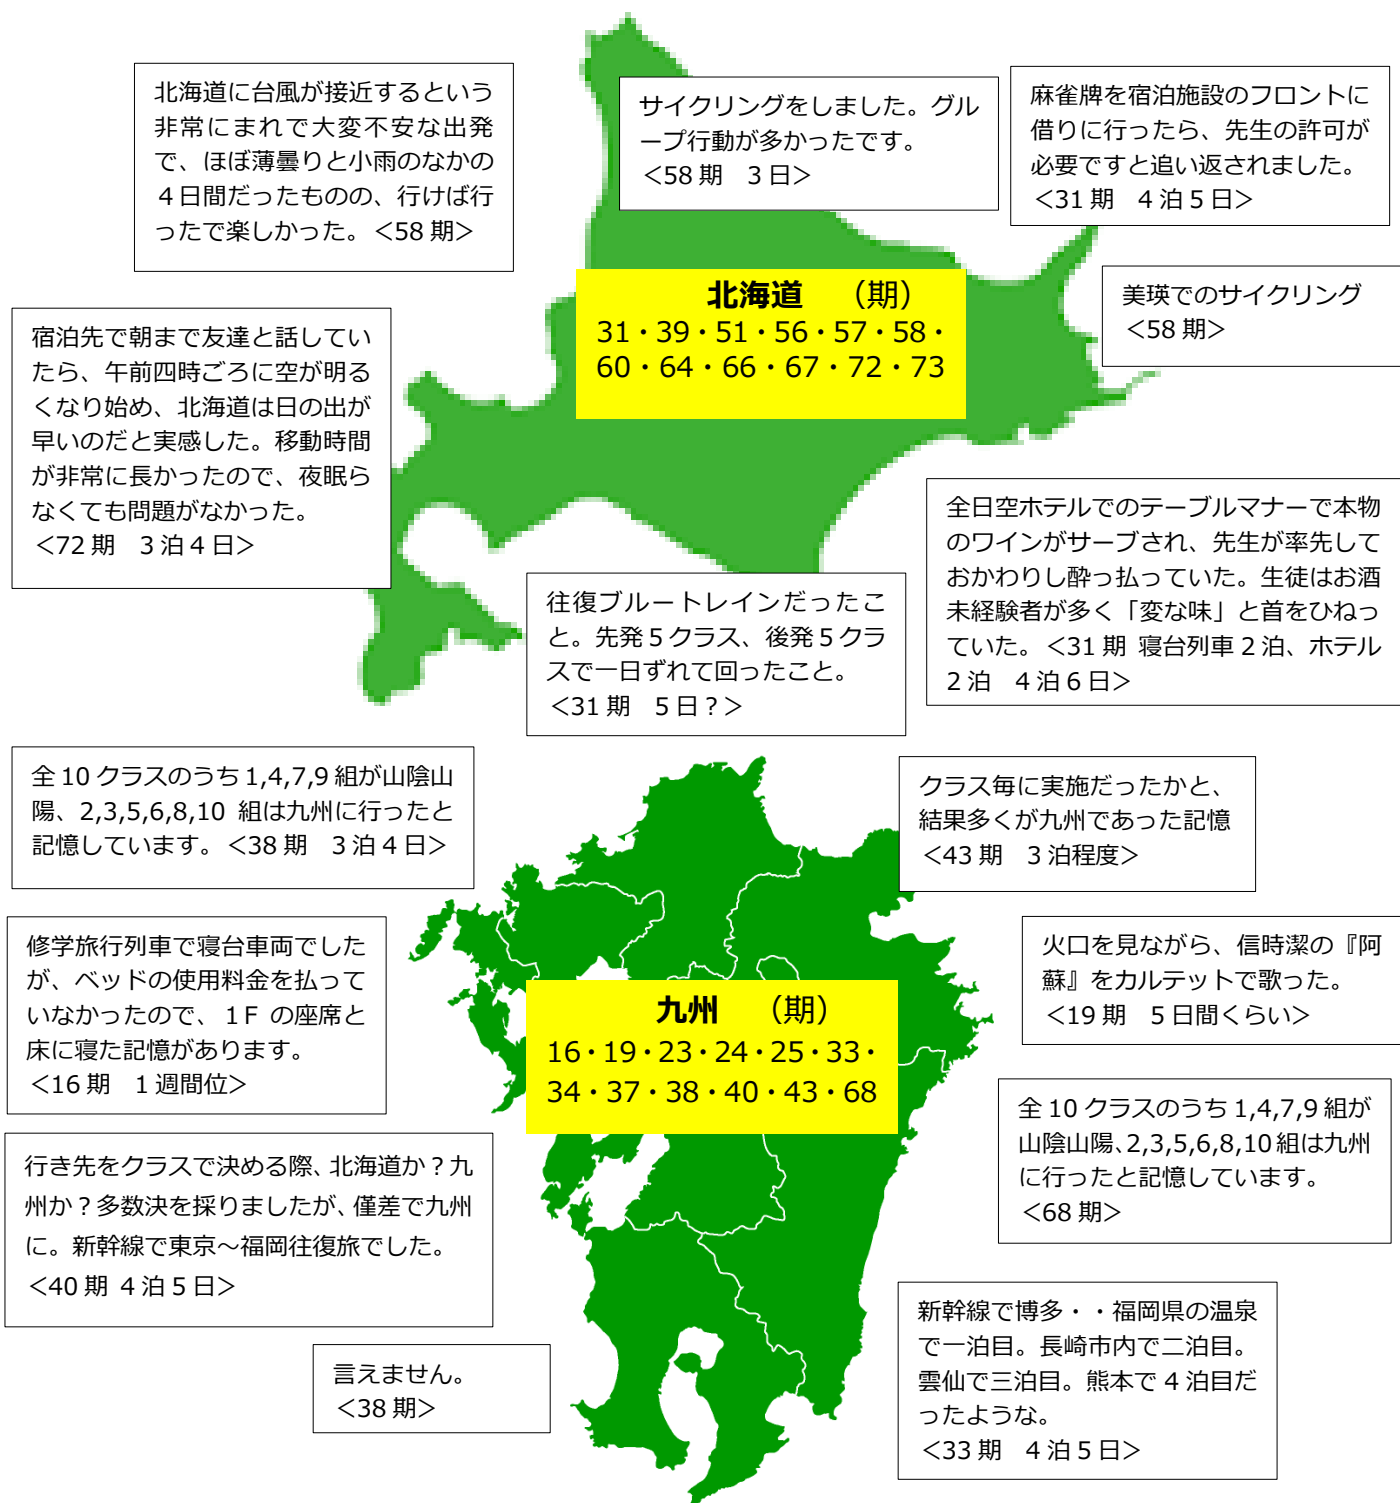 北海道に台風が接近するという
非常にまれで大変不安な出発
で、ほぼ薄曇りと小雨のなかの
４日間だったものの、行けば行
ったで楽しかった。＜58 期＞
サイクリングをしました。グル
ープ行動が多かったです。
＜58 期　3 日＞
麻雀牌を宿泊施設のフロントに
借りに行ったら、先生の許可が
必要ですと追い返されました。
＜31 期　4 泊 5 日＞
美瑛でのサイクリング
＜58 期＞
北海道　（期）
31・39・51・56・57・58・
60・64・66・67・72・73
宿泊先で朝まで友達と話してい
たら、午前四時ごろに空が明る
くなり始め、北海道は日の出が
早いのだと実感した。移動時間
が非常に長かったので、夜眠ら
なくても問題がなかった。
＜72 期　3 泊 4 日＞
全日空ホテルでのテーブルマナーで本物
のワインがサーブされ、先生が率先して
おかわりし酔っ払っていた。生徒はお酒
未経験者が多く「変な味」と首をひねっ
ていた。＜31 期 寝台列車 2 泊、ホテル
2 泊　4 泊 6 日＞
往復ブルートレインだったこ
と。先発５クラス、後発５クラ
スで一日ずれて回ったこと。
＜31 期　5 日？＞
全 10 クラスのうち 1,4,7,9 組が山陰山
陽、2,3,5,6,8,10 組は九州に行ったと
記憶しています。＜38 期　3 泊 4 日＞
クラス毎に実施だったかと、
結果多くが九州であった記憶
＜43 期　3 泊程度＞
修学旅行列車で寝台車両でした
が、ベッドの使用料金を払って
いなかったので、１F の座席と
床に寝た記憶があります。
＜16 期　1 週間位＞
火口を見ながら、信時潔の『阿
蘇』をカルテットで歌った。
＜19 期　5 日間くらい＞
九州　（期）
16・19・23・24・25・33・
34・37・38・40・43・68
全 10 クラスのうち 1,4,7,9 組が
山陰山陽、2,3,5,6,8,10 組は九州
に行ったと記憶しています。
＜68 期＞
行き先をクラスで決める際、北海道か？九
州か？多数決を採りましたが、僅差で九州
に。新幹線で東京～福岡往復旅でした。
＜40 期 4 泊 5 日＞
新幹線で博多・・福岡県の温泉
で一泊目。長崎市内で二泊目。
雲仙で三泊目。熊本で 4 泊目だ
ったような。
＜33 期　4 泊 5 日＞
言えません。
＜38 期＞